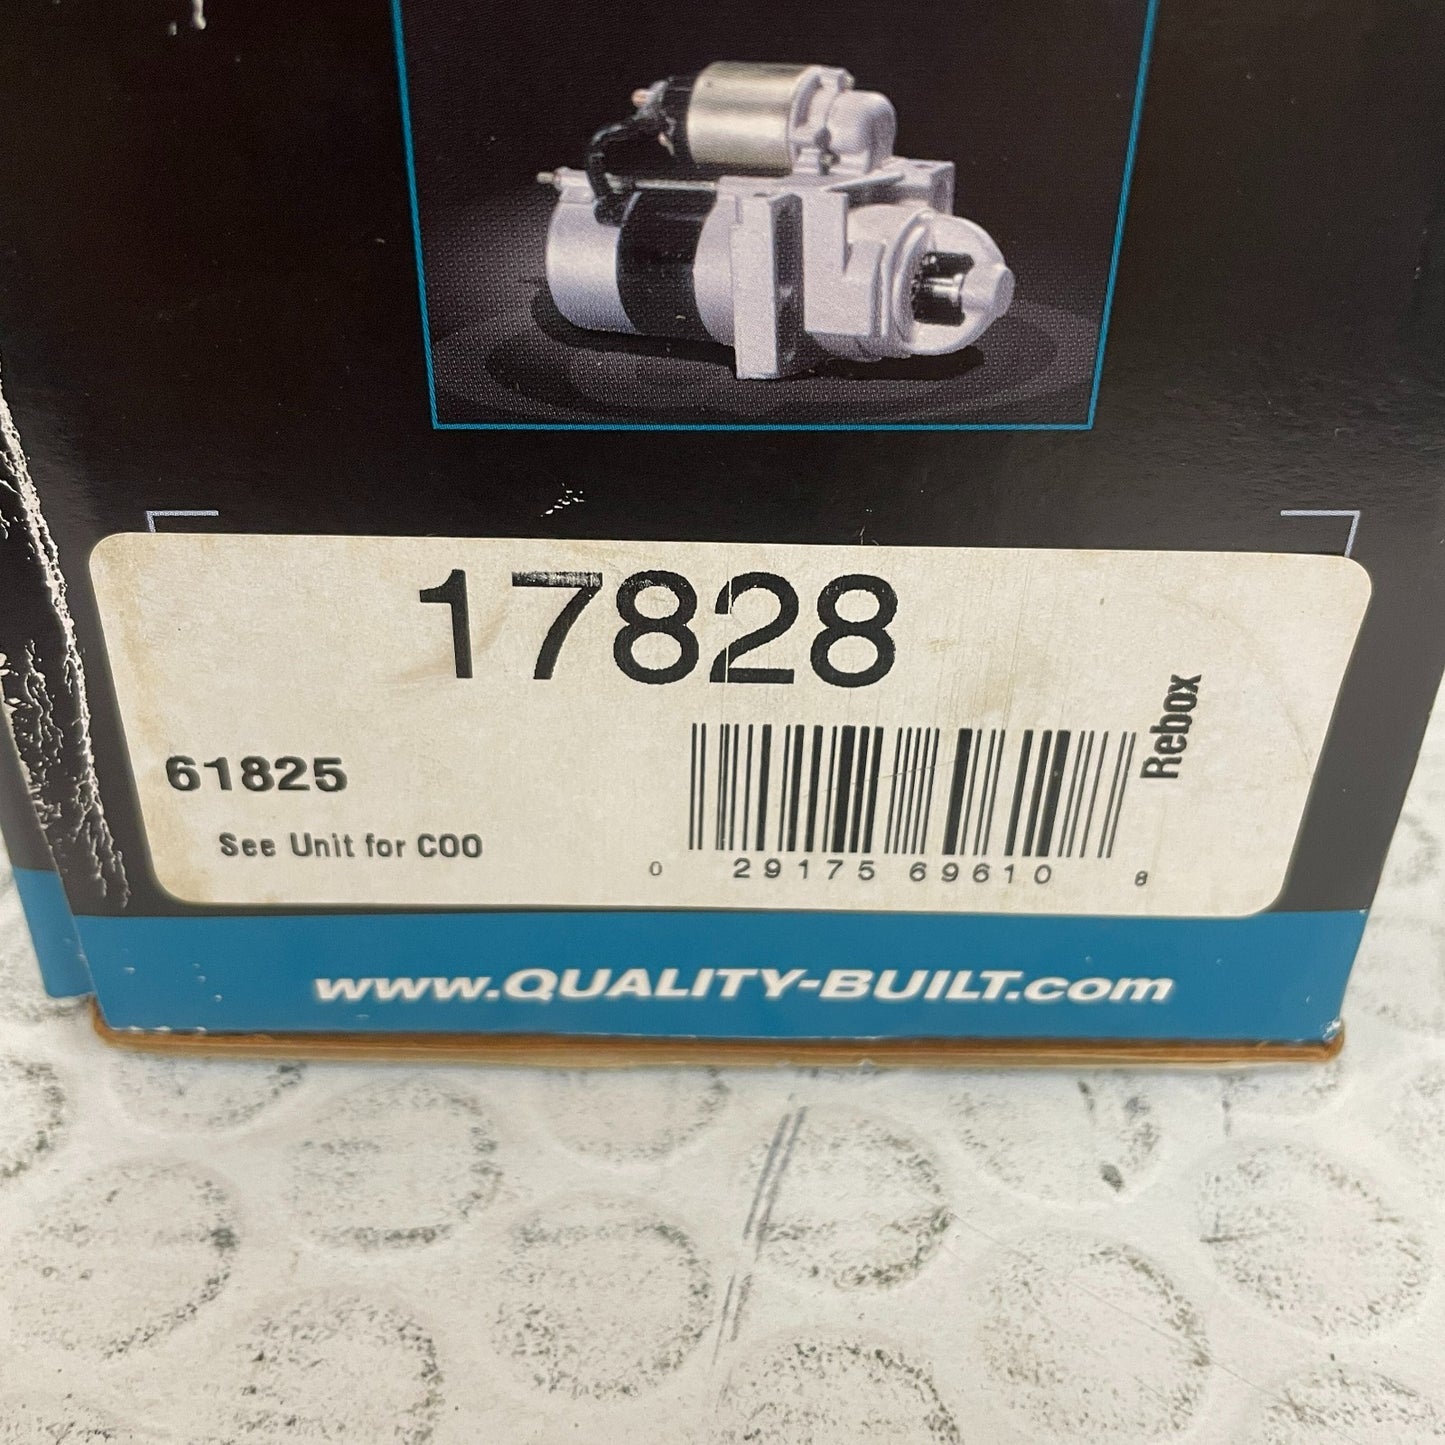 17828
61825
See Unit for COO
Rebox
0 29175 69610 8
www.QUALITY-BUILT.com